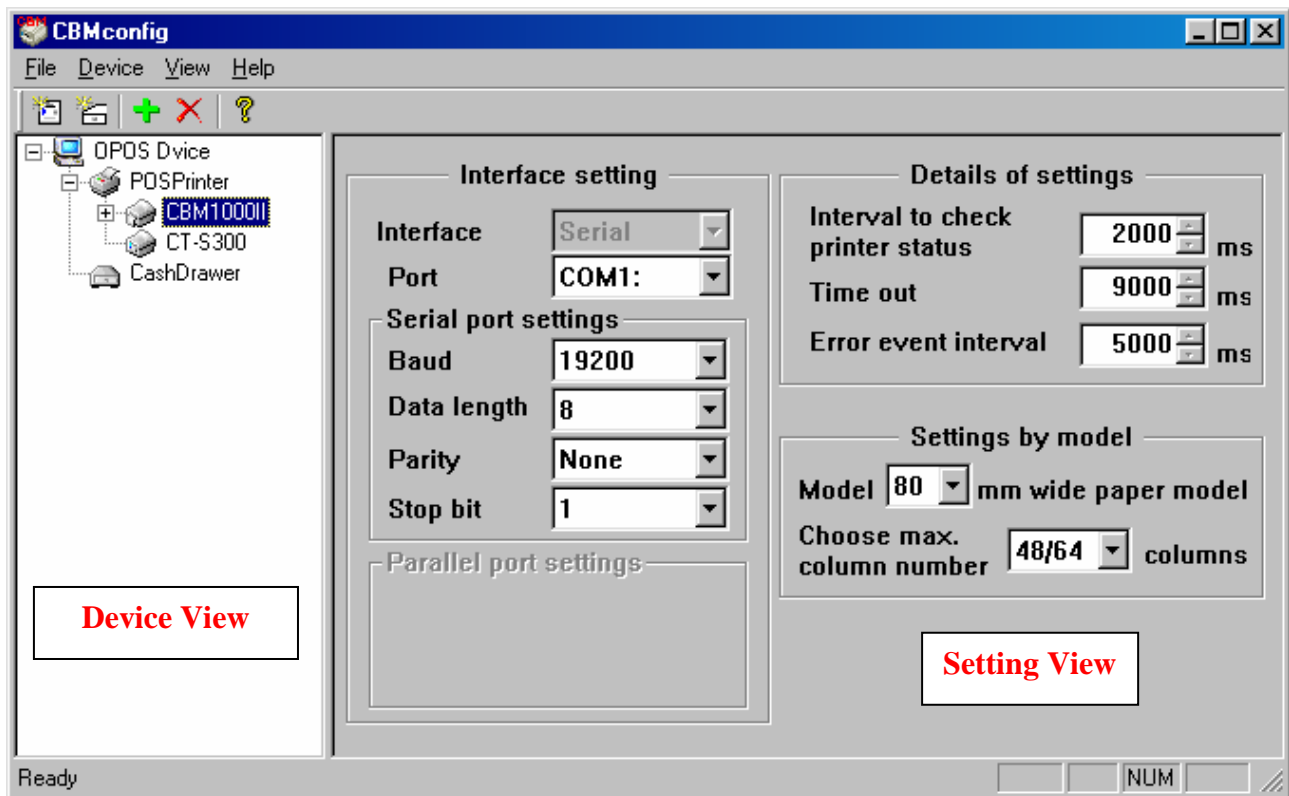 CBM
CBMconfig
File Device View Help
OPOS Dvice
POSPrinter
CBM1000II
CT-S300
CashDrawer
Device View
Interface setting
Interface Serial
Port COM1:
Serial port settings
Baud 19200
Data length 8
Parity None
Stop bit 1
Parallel port settings
Details of settings
Interval to check
printer status 2000 ms
Time out 9000 ms
Error event interval 5000 ms
Settings by model
Model 80 mm wide paper model
Choose max.
column number 48/64 columns
Setting View
Ready NUM